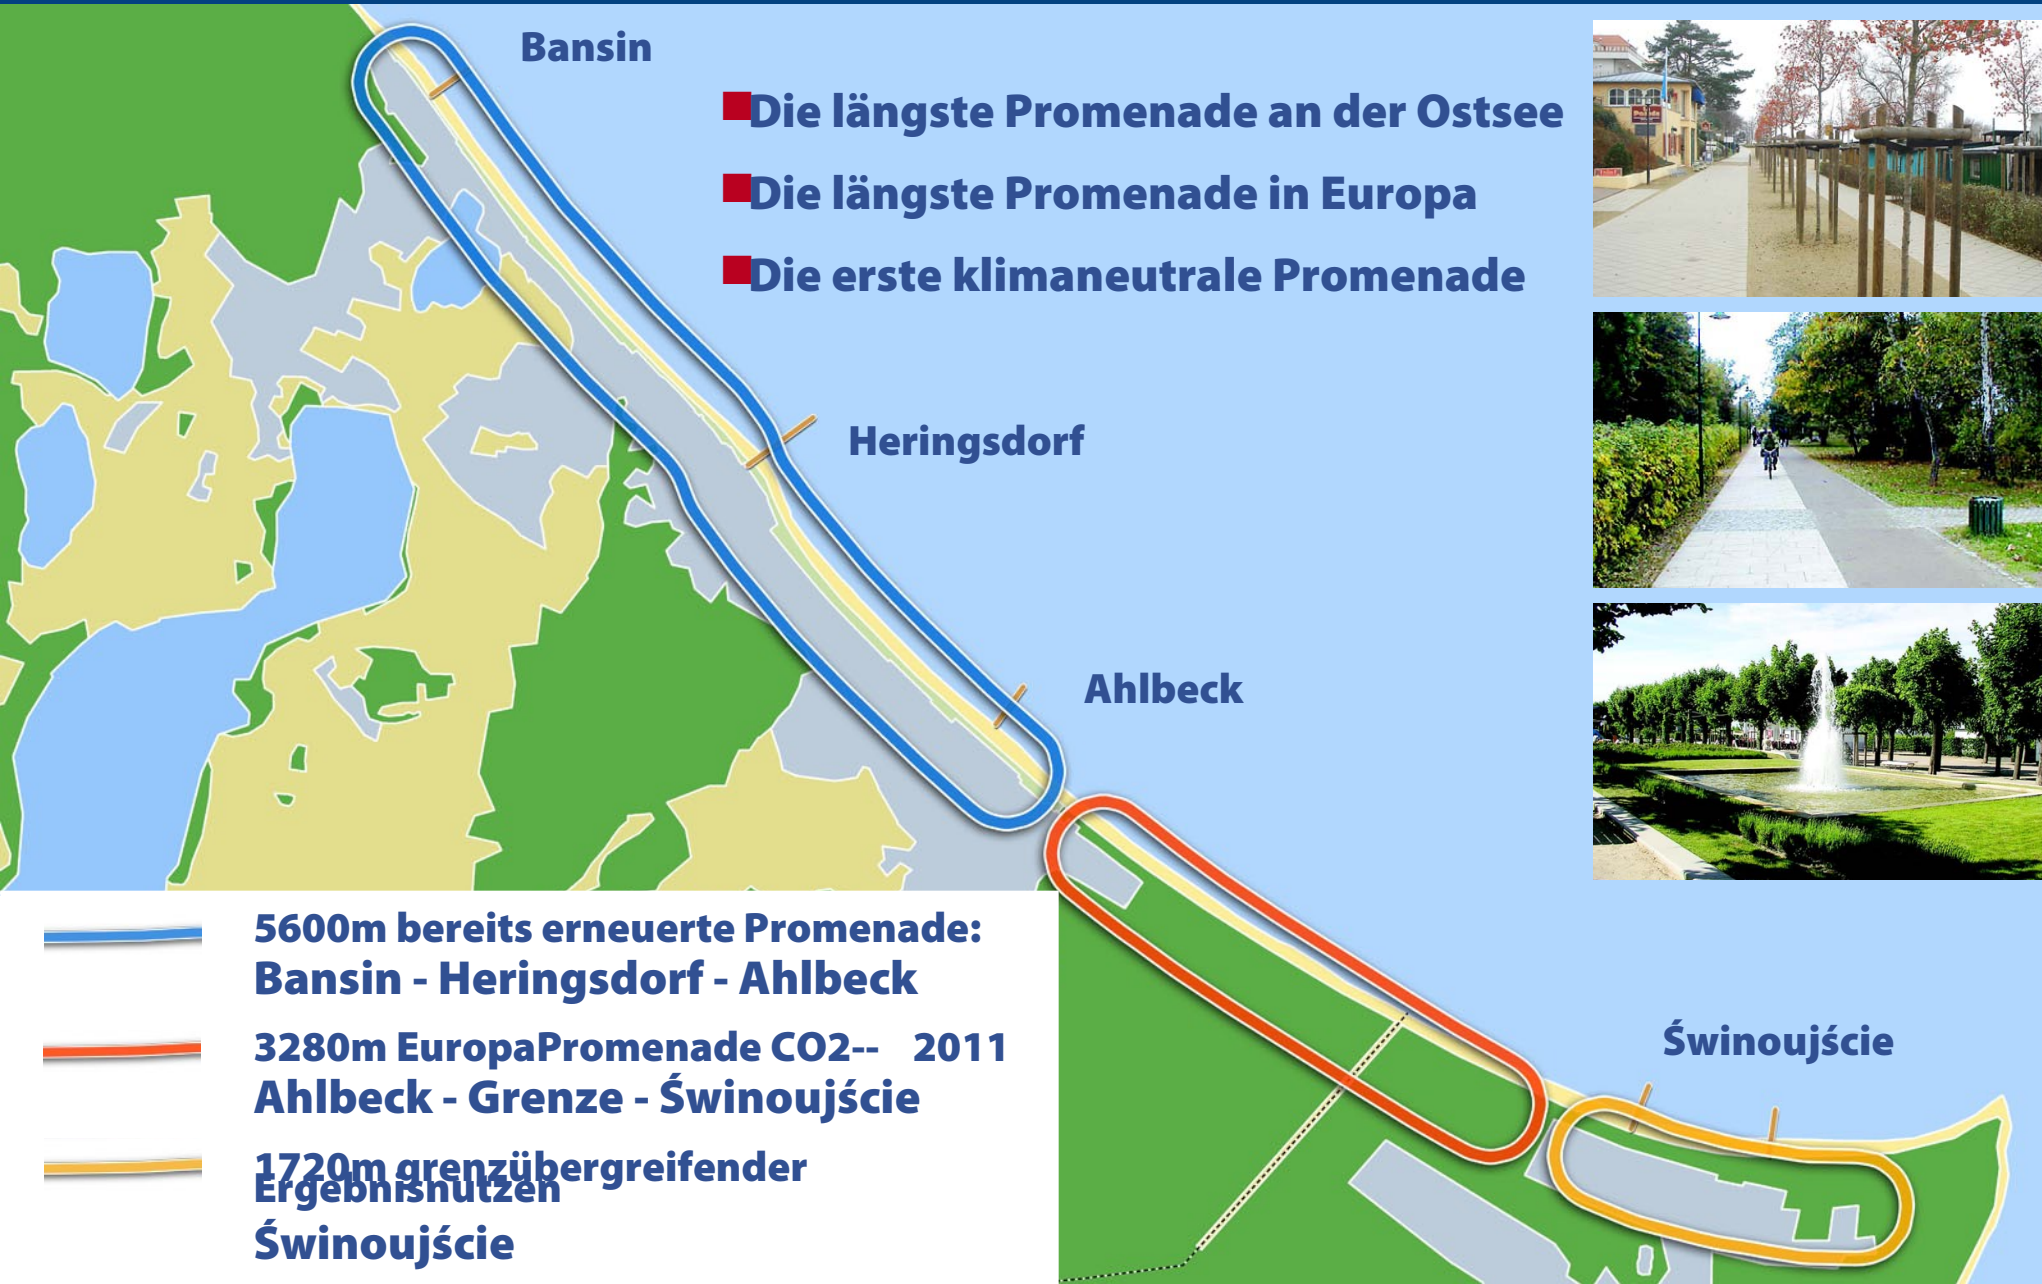 Bansin
Die längste Promenade an der Ostsee
Die längste Promenade in Europa
Die erste klimaneutrale Promenade
Heringsdorf
Ahlbeck
Świnoujście
5600m bereits erneuerte Promenade:
Bansin - Heringsdorf - Ahlbeck
3280m EuropaPromenade CO2-- 2011
Ahlbeck - Grenze - Świnoujście
1720m grenzübergreifender
Ergebnisnutzen
Świnoujście